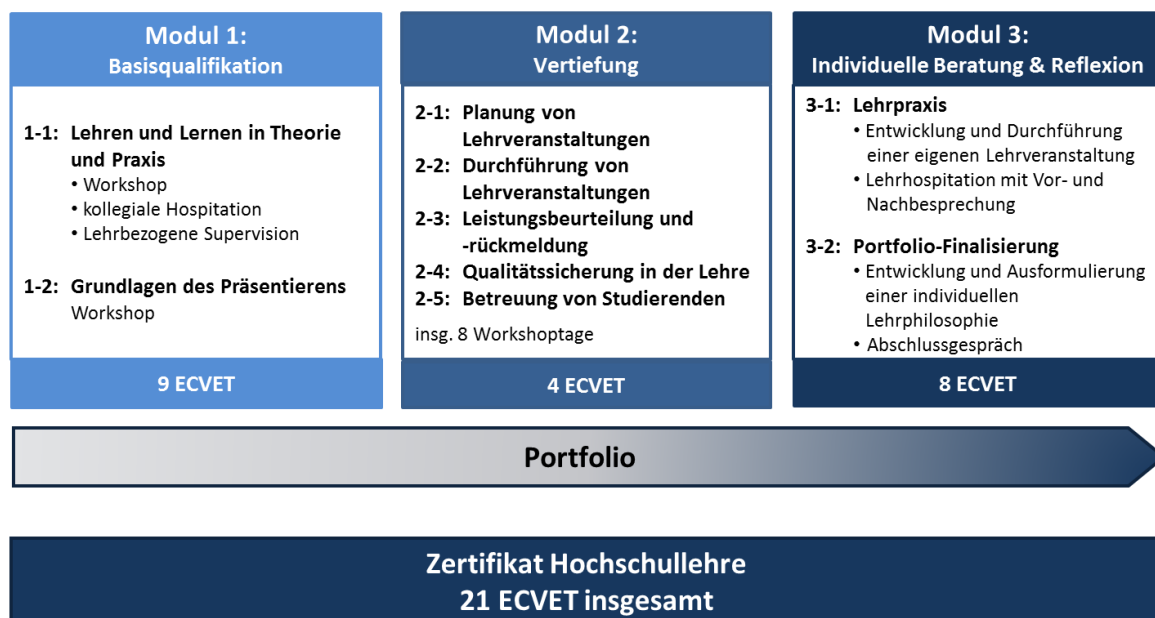 Modul 1:
Basisqualifikation
1-1: Lehren und Lernen in Theorie
und Praxis
• Workshop
• kollegiale Hospitation
• Lehrbezogene Supervision
1-2: Grundlagen des Präsentierens
Workshop
9 ECVET
Modul 2:
Vertiefung
2-1: Planung von
Lehrveranstaltungen
2-2: Durchführung von
Lehrveranstaltungen
2-3: Leistungsbeurteilung und
-rückmeldung
2-4: Qualitätssicherung in der Lehre
2-5: Betreuung von Studierenden
insg. 8 Workshoptage
4 ECVET
Modul 3:
Individuelle Beratung & Reflexion
3-1: Lehrpraxis
• Entwicklung und Durchführung
einer eigenen Lehrveranstaltung
• Lehrhospitation mit Vor- und
Nachbesprechung
3-2: Portfolio-Finalisierung
• Entwicklung und Ausformulierung
einer individuellen
Lehrphilosophie
• Abschlussgespräch
8 ECVET
Portfolio
Zertifikat Hochschullehre
21 ECVET insgesamt